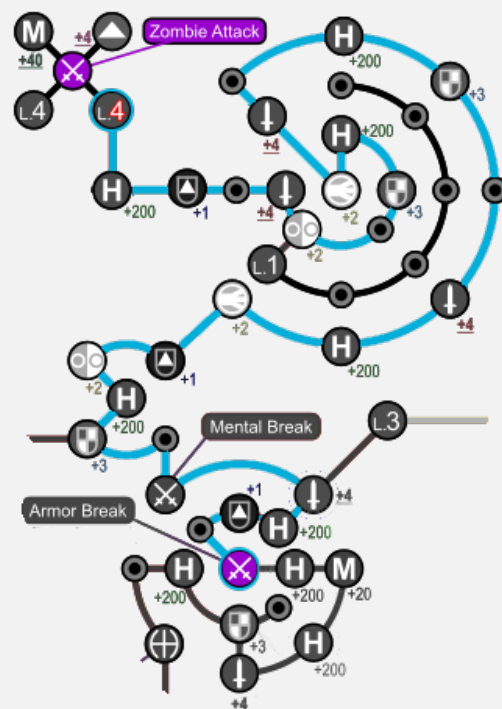 M
+4
Zombie Attack
+40
L.4
L.4
H
+200
+3
+4
H
+200
H
+200
+1
+4
+2
+3
+2
L.1
+2
+4
H
+200
+2
+1
H
+200
+3
Mental Break
L.3
+4
+1
H
+200
Armor Break
H
+200
H
+200
M
+20
+3
H
+200
+4